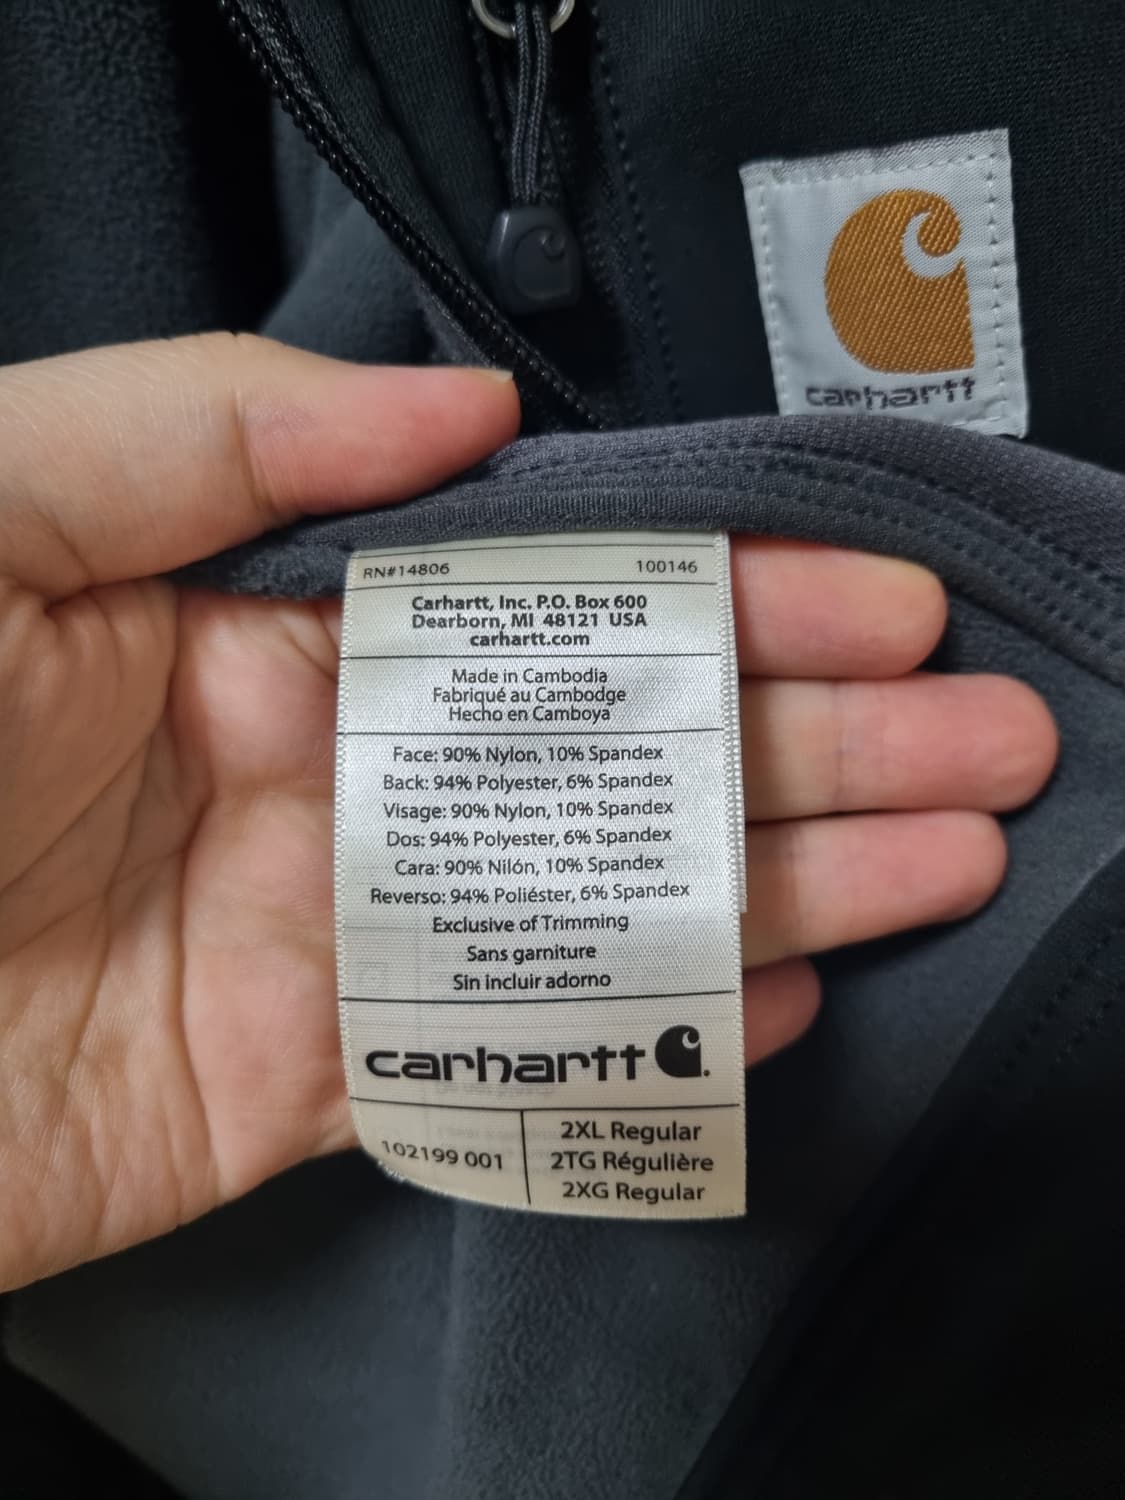 carhartt
RN#14806 100146
Carhartt, Inc. P.O. Box 600
Dearborn, MI 48121 USA
carhartt.com
Made in Cambodia
Fabriqué au Cambodge
Hecho en Camboya
Face: 90% Nylon, 10% Spandex
Back: 94% Polyester, 6% Spandex
Visage: 90% Nylon, 10% Spandex
Dos: 94% Polyester, 6% Spandex
Cara: 90% Nilón, 10% Spandex
Reverso: 94% Poliéster, 6% Spandex
Exclusive of Trimming
Sans garniture
Sin incluir adorno
carhartt
102199 001
2XL Regular
2TG Régulière
2XG Regular